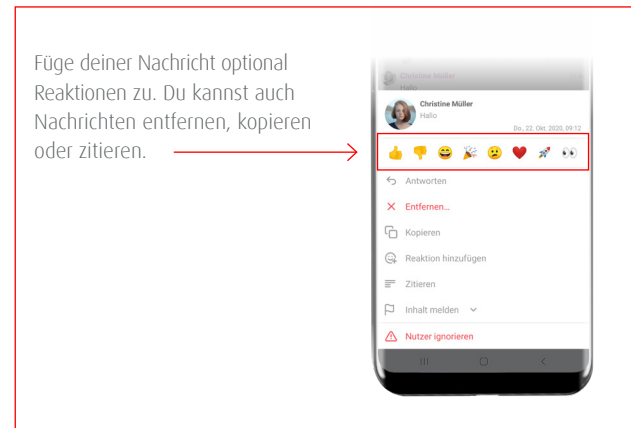 Füge deiner Nachricht optional
Reaktionen zu. Du kannst auch
Nachrichten entfernen, kopieren
oder zitieren.
Christine Müller
Hallo
Christine Müller
Hallo
Do., 22. Okt. 2020, 09:12
Antworten
Entfernen...
Kopieren
Reaktion hinzufügen
Zitieren
Inhalt melden
Nutzer ignorieren